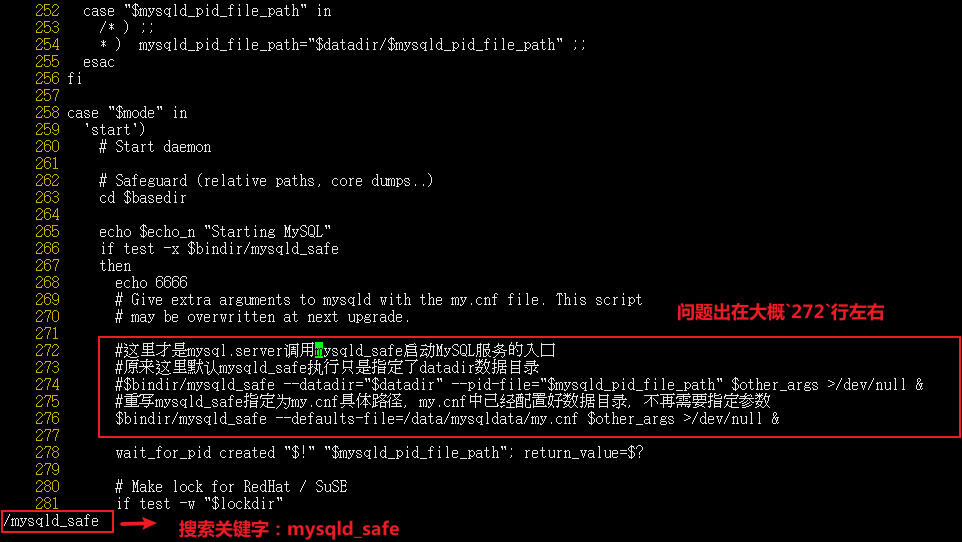 252   case "$mysqld_pid_file_path" in
253     /* ) ;;
254     * )  mysqld_pid_file_path="$datadir/$mysqld_pid_file_path" ;;
255   esac
256 fi
257
258 case "$mode" in
259   'start')
260     # Start daemon
261
262     # Safeguard (relative paths, core dumps..)
263     cd $basedir
264
265     echo $echo_n "Starting MySQL"
266     if test -x $bindir/mysqld_safe
267     then
268       echo 6666
269       # Give extra arguments to mysqld with the my.cnf file. This script
270       # may be overwritten at next upgrade.
问题出在大概`272`行左右
271
272       #这里才是mysql.server调用mysqld_safe启动MySQL服务的入口
273       #原来这里默认mysqld_safe执行只是指定了datadir数据目录
274       #$bindir/mysqld_safe --datadir="$datadir" --pid-file="$mysqld_pid_file_path" $other_args >/dev/null &
275       #重写mysqld_safe指定为my.cnf具体路径, my.cnf中已经配置好数据目录, 不再需要指定参数
276       $bindir/mysqld_safe --defaults-file=/data/mysqldata/my.cnf $other_args >/dev/null &
277
278       wait_for_pid created "$!" "$mysqld_pid_file_path"; return_value=$?
279
280       # Make lock for RedHat / SuSE
281       if test -w "$lockdir"
/mysqld_safe
搜索关键字：mysqld_safe